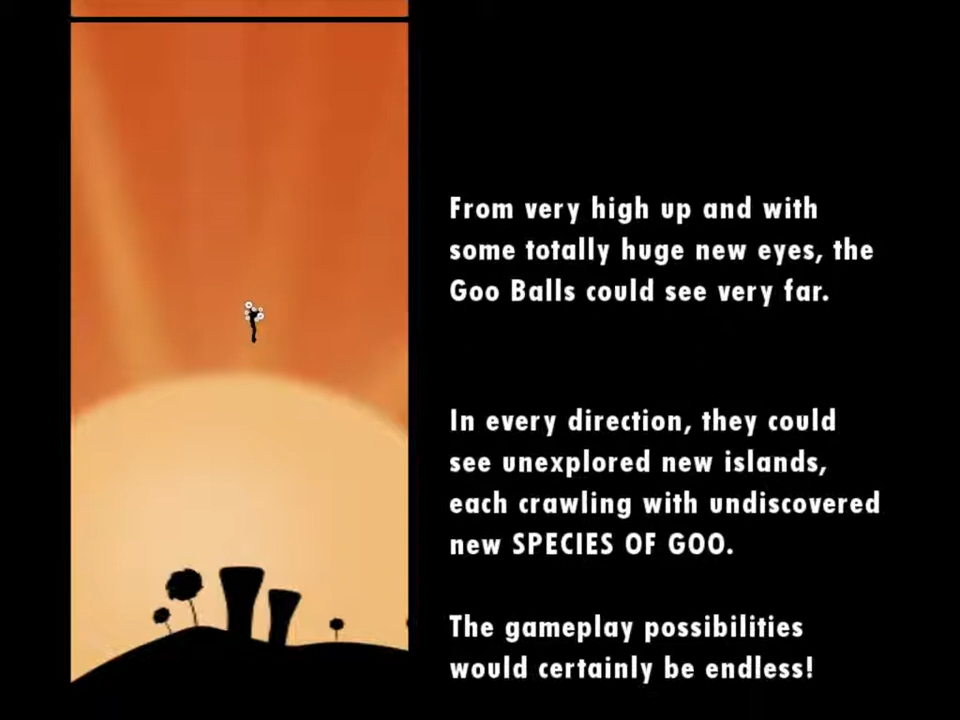 From very high up and with
some totally huge new eyes, the
Goo Balls could see very far.
In every direction, they could
see unexplored new islands,
each crawling with undiscovered
new SPECIES OF GOO.
The gameplay possibilities
would certainly be endless!